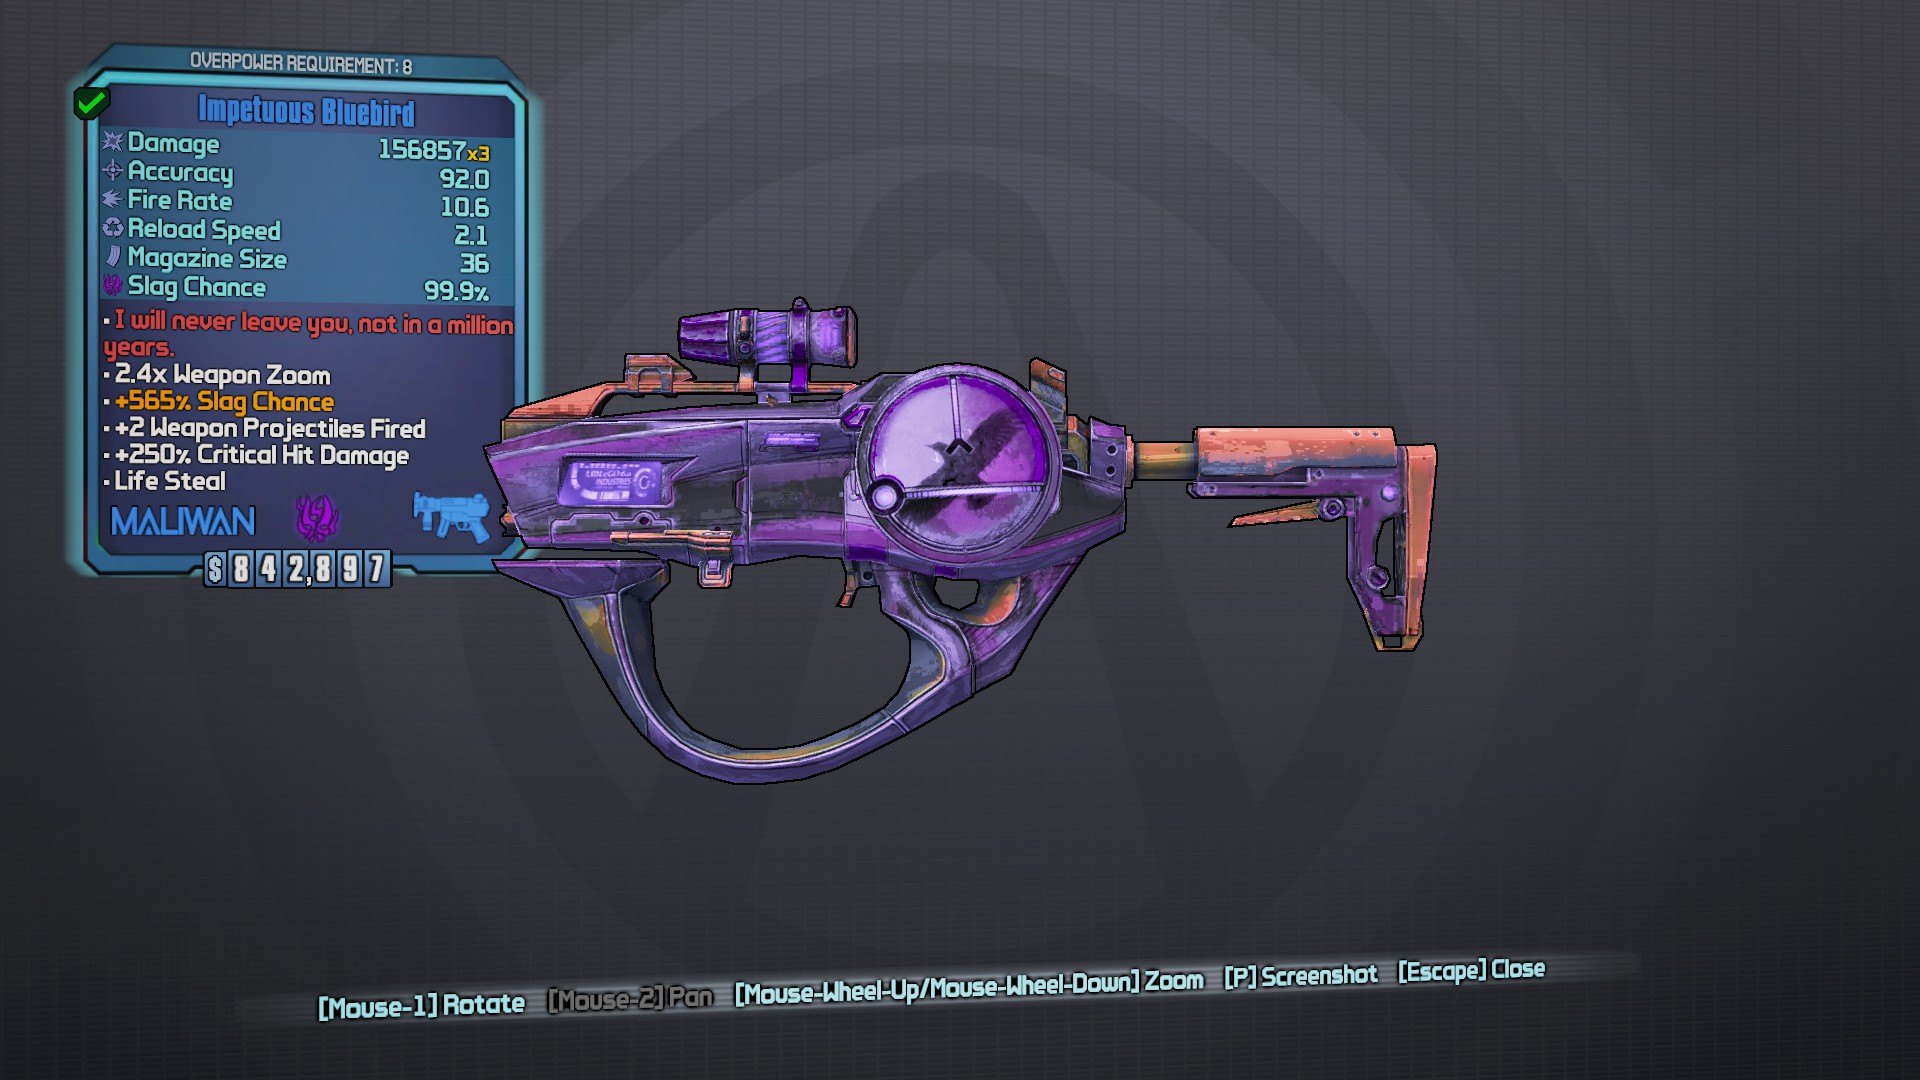 OVERPOWER REQUIREMENT: 8
Impetuous Bluebird
Damage 156857x3
Accuracy 92.0
Fire Rate 10.6
Reload Speed 2.1
Magazine Size 36
Slag Chance 99.9%
• I will never leave you, not in a million
years.
• 2.4x Weapon Zoom
• +565% Slag Chance
• +2 Weapon Projectiles Fired
• +250% Critical Hit Damage
• Life Steal
MALIWAN
$842,897
INDUSTRIES
[Mouse-1] Rotate [Mouse-2] Pan [Mouse-Wheel-Up/Mouse-Wheel-Down] Zoom [P] Screenshot [Escape] Close